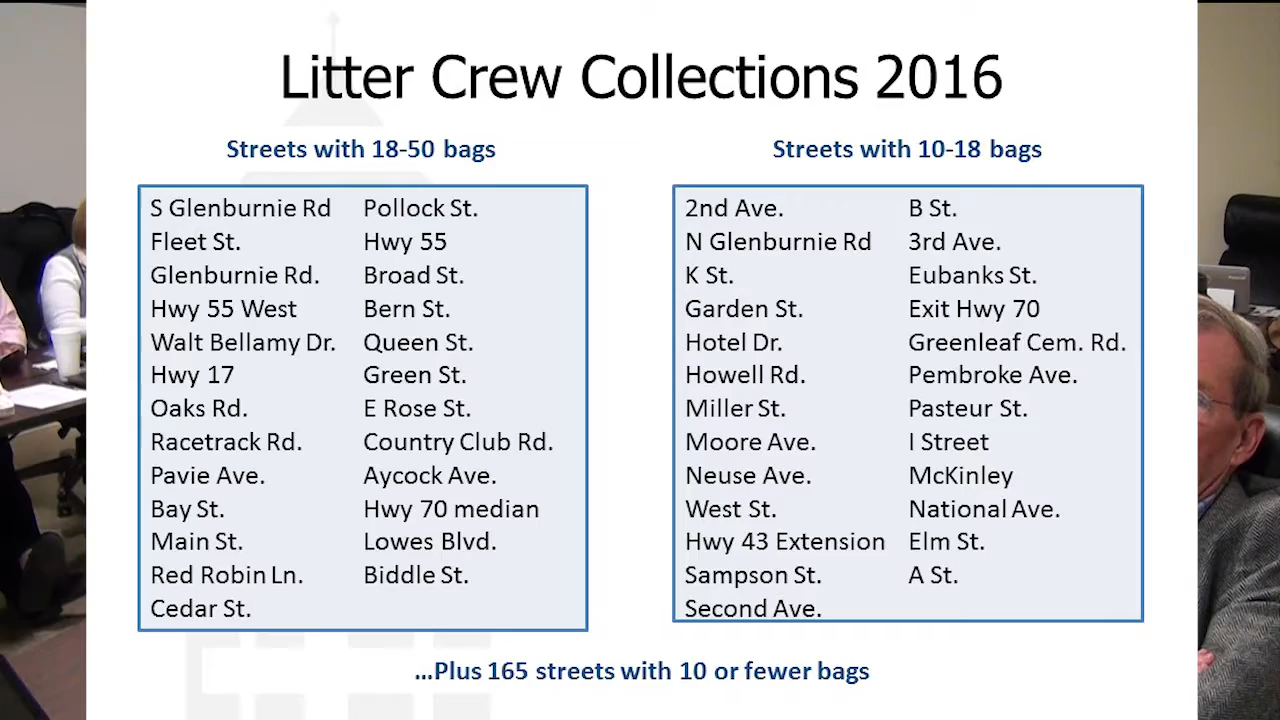 Litter Crew Collections 2016
Streets with 18-50 bags
S Glenburnie Rd
Fleet St.
Glenburnie Rd.
Hwy 55 West
Walt Bellamy Dr.
Hwy 17
Oaks Rd.
Racetrack Rd.
Pavie Ave.
Bay St.
Main St.
Red Robin Ln.
Cedar St.
Pollock St.
Hwy 55
Broad St.
Bern St.
Queen St.
Green St.
E Rose St.
Country Club Rd.
Aycock Ave.
Hwy 70 median
Lowes Blvd.
Biddle St.
Streets with 10-18 bags
2nd Ave.
N Glenburnie Rd
K St.
Garden St.
Hotel Dr.
Howell Rd.
Miller St.
Moore Ave.
Neuse Ave.
West St.
Hwy 43 Extension
Sampson St.
Second Ave.
B St.
3rd Ave.
Eubanks St.
Exit Hwy 70
Greenleaf Cem. Rd.
Pembroke Ave.
Pasteur St.
I Street
McKinley
National Ave.
Elm St.
A St.
...Plus 165 streets with 10 or fewer bags